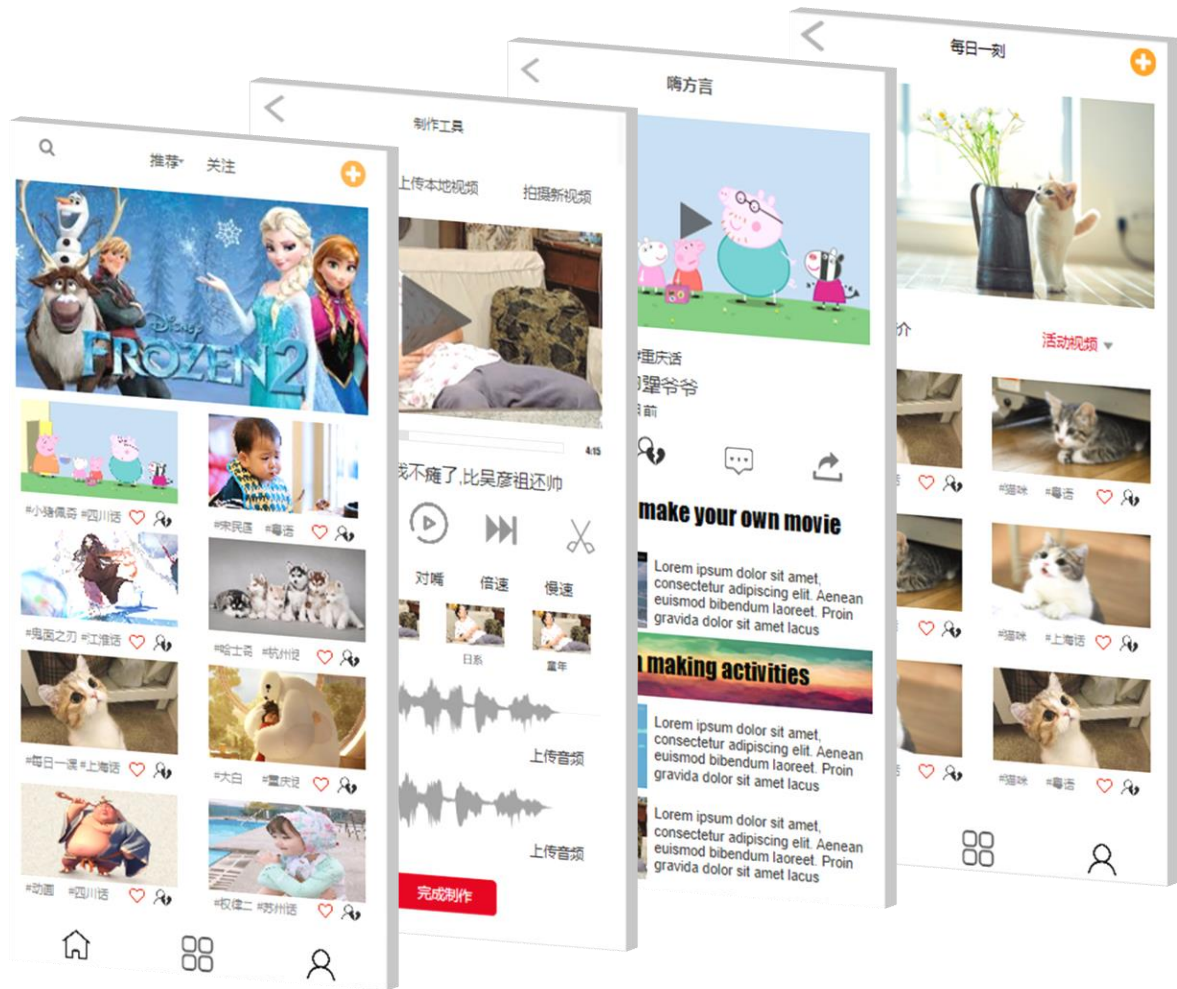 推荐 关注
DISNEY
FROZEN 2
#小猪佩奇 #四川话
#宋民国 #粤语
#鬼面之刃 #江淮话
#哈士奇 #杭州话
#每日一课 #上海话
#大白 #重庆话
#动画 #四川话
#权律二 #苏州话
制作工具
上传本地视频 拍摄新视频
4:15
我不瘫了,比吴彦祖还帅
对嘴 倍速 慢速
日系 童年
上传音频
上传音频
完成制作
嗨方言
#重庆话
犟爷爷
前
make your own movie
Lorem ipsum dolor sit amet,
consectetur adipiscing elit. Aenean
euismod bibendum laoreet. Proin
gravida dolor sit amet lacus
making activities
Lorem ipsum dolor sit amet,
consectetur adipiscing elit. Aenean
euismod bibendum laoreet. Proin
gravida dolor sit amet lacus
Lorem ipsum dolor sit amet,
consectetur adipiscing elit. Aenean
euismod bibendum laoreet. Proin
gravida dolor sit amet lacus
每日一刻
介 活动视频
#猫咪 #粤语
#猫咪 #上海话
#猫咪 #粤语